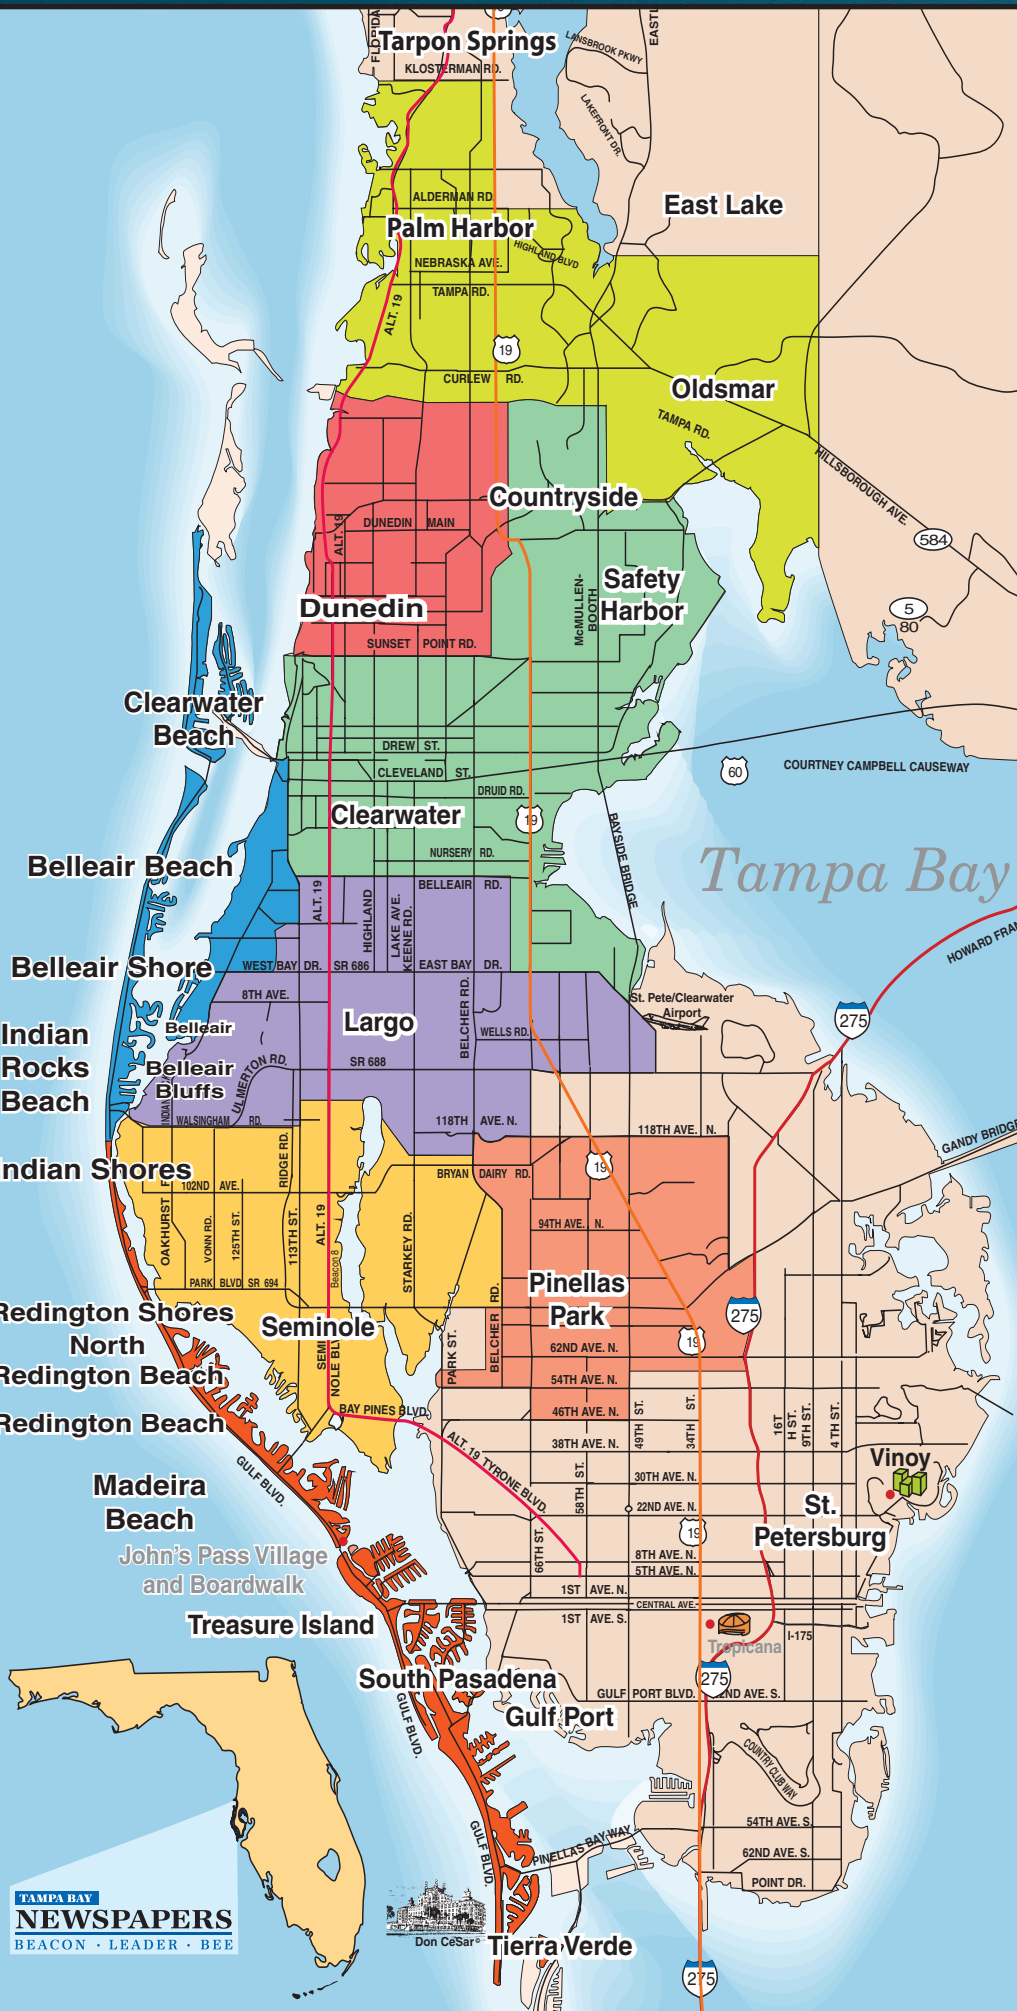 FLORIDA
Tarpon Springs
KLOSTERMAN RD.
LANSBROOK PKWY
LAKEFRONT DR.
East Lake
ALDERMAN RD.
Palm Harbor
HIGHLAND BLVD
NEBRASKA AVE.
TAMPA RD.
ALT. 19
19
CURLEW RD.
Oldsmar
TAMPA RD.
HILLSBOROUGH AVE.
584
Countryside
DUNEDIN MAIN
ALT. 19
McMULLEN-
BOOTH
Safety
Harbor
5
80
Dunedin
SUNSET POINT RD.
Clearwater
Beach
DREW ST.
CLEVELAND ST.
60
COURTNEY CAMPBELL CAUSEWAY
DRUID RD.
Clearwater
19
BAYSIDE BRIDGE
NURSERY RD.
Tampa Bay
Belleair Beach
ALT. 19
HIGHLAND
LAKE AVE.
KEENE RD.
BELLEAIR RD.
HOWARD FRAN
Belleair Shore
WEST BAY DR. SR 686
EAST BAY DR.
8TH AVE.
BELCHER RD.
St. Pete/Clearwater
Airport
275
Indian
Rocks
Beach
Belleair
Largo
WELLS RD.
Belleair
Bluffs
ULMERTON RD.
SR 688
INDIAN
WALSINGHAM RD.
118TH AVE. N.
118TH AVE. N.
GANDY BRIDGE
ndian Shores
RIDGE RD.
BRYAN DAIRY RD.
19
102ND AVE.
OAKHURST
VONN RD.
125TH ST.
113TH ST.
ALT. 19
Beacon 8
STARKEY RD.
94TH AVE. N.
PARK BLVD SR 694
Pinellas
Park
BELCHER RD.
275
Redington Shores
North
Redington Beach
Seminole
SEMI
NOLE BLV
PARK ST.
62ND AVE. N.
19
54TH AVE. N.
Redington Beach
BAY PINES BLVD.
46TH AVE. N.
49TH ST.
34TH ST.
16T
H ST.
9TH ST.
4 TH ST.
ALT. 19 TYRONE BLVD.
38TH AVE. N.
GULF BLVD.
58TH ST.
30TH AVE. N.
Vinoy
Madeira
Beach
22ND AVE. N.
St.
Petersburg
John's Pass Village
and Boardwalk
66TH ST.
19
8TH AVE. N.
5TH AVE. N.
1ST AVE. N.
CENTRAL AVE.
Treasure Island
1ST AVE. S.
I-175
Tropicana
South Pasadena
275
GULF PORT BLVD.
2ND AVE. S.
Gulf Port
GULF BLVD.
COUNTRY CLUB WAY
54TH AVE. S.
GULF BLVD.
PINELLAS BAY WAY
62ND AVE. S.
POINT DR.
TAMPA BAY
NEWSPAPERS
BEACON · LEADER · BEE
Don CeSar®
Tierra Verde
275